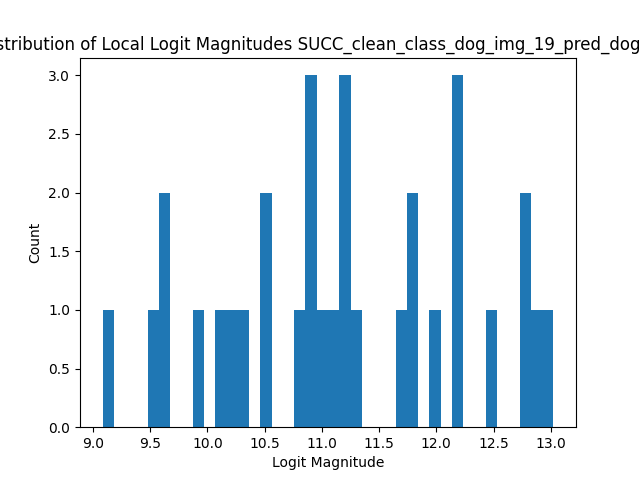 stribution of Local Logit Magnitudes SUCC_clean_class_dog_img_19_pred_dog
3.0
2.5
2.0
1.5
1.0
0.5
0.0
Count
9.0 9.5 10.0 10.5 11.0 11.5 12.0 12.5 13.0
Logit Magnitude